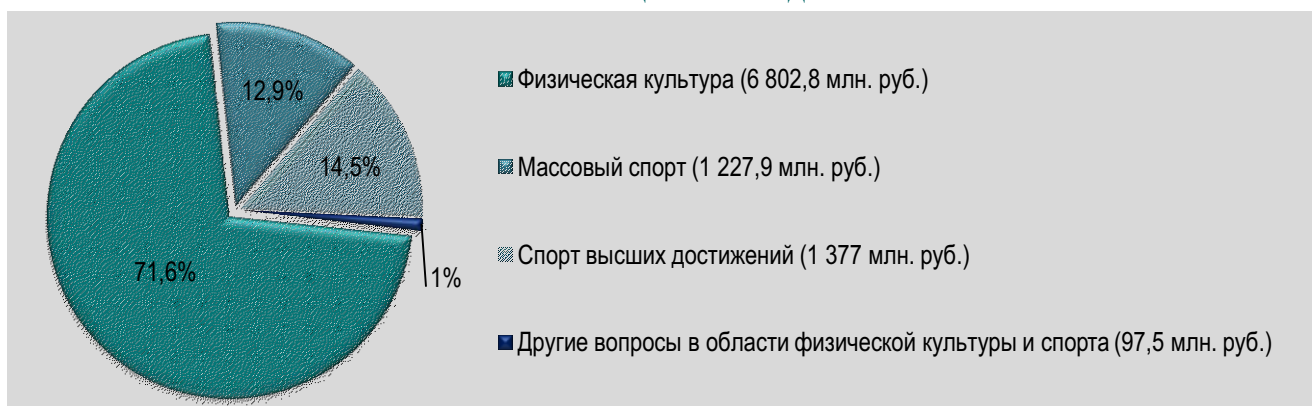 12,9%
14,5%
71,6%
1%
Физическая культура (6 802,8 млн. руб.)
Массовый спорт (1 227,9 млн. руб.)
Спорт высших достижений (1 377 млн. руб.)
Другие вопросы в области физической культуры и спорта (97,5 млн. руб.)